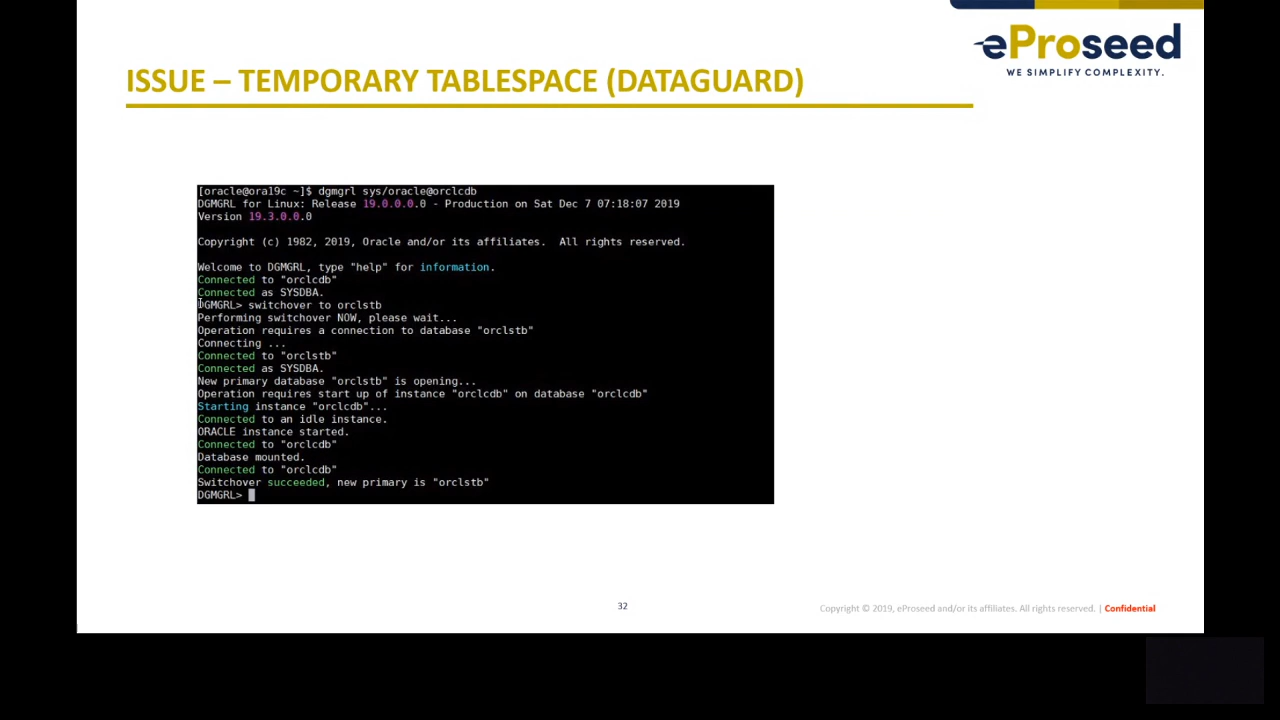 eProseed
WE SIMPLIFY COMPLEXITY.
ISSUE – TEMPORARY TABLESPACE (DATAGUARD)
[oracle@ora19c ~]$ dgmgrl sys/oracle@orclcdb
DGMGRL for Linux: Release 19.0.0.0.0 - Production on Sat Dec 7 07:18:07 2019
Version 19.3.0.0.0
Copyright (c) 1982, 2019, Oracle and/or its affiliates.  All rights reserved.
Welcome to DGMGRL, type "help" for information.
Connected to "orclcdb"
Connected as SYSDBA.
DGMGRL> switchover to orclstb
Performing switchover NOW, please wait...
Operation requires a connection to database "orclstb"
Connecting ...
Connected to "orclstb"
Connected as SYSDBA.
New primary database "orclstb" is opening...
Operation requires start up of instance "orclcdb" on database "orclcdb"
Starting instance "orclcdb"...
Connected to an idle instance.
ORACLE instance started.
Connected to "orclcdb"
Database mounted.
Connected to "orclcdb"
Switchover succeeded, new primary is "orclstb"
DGMGRL>
32
Copyright © 2019, eProseed and/or its affiliates. All rights reserved. | Confidential